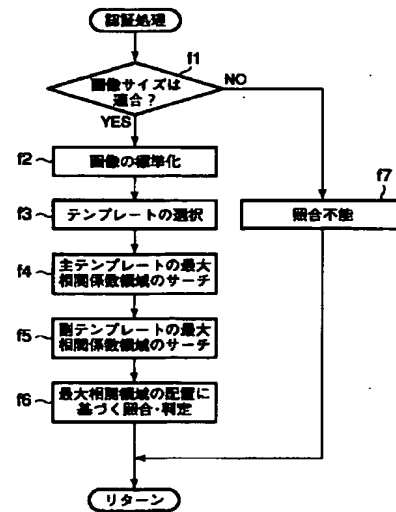 認証処理
f1
画像サイズは
適合？
NO
YES
f2
画像の標準化
f7
f3
テンプレートの選択
照合不能
f4
主テンプレートの最大
相関係数領域のサーチ
f5
副テンプレートの最大
相関係数領域のサーチ
f6
最大相関領域の配置に
基づく照合・判定
リターン